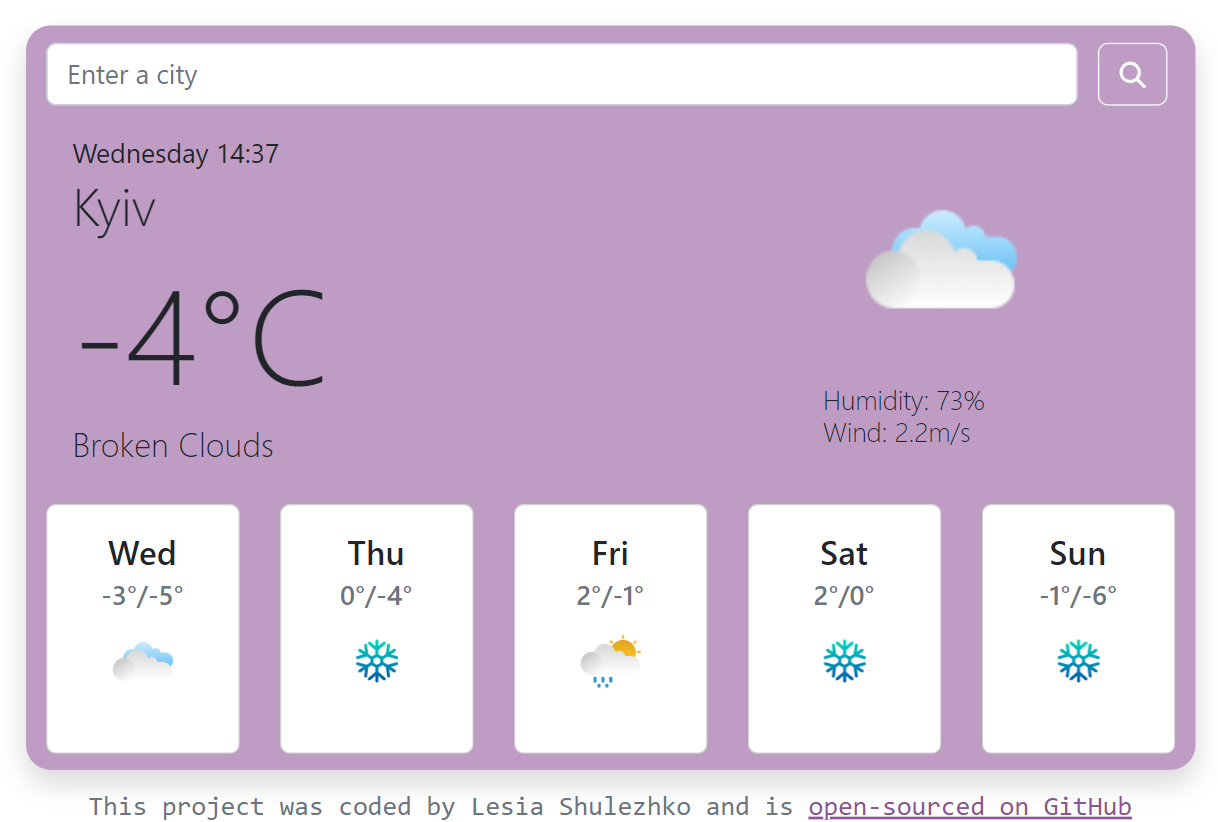 Enter a city
Wednesday 14:37
Kyiv
-4°C
Broken Clouds
Humidity: 73%
Wind: 2.2m/s
Wed
-3°/-5°
Thu
0°/-4°
Fri
2°/-1°
Sat
2°/0°
Sun
-1°/-6°
This project was coded by Lesia Shulezhko and is open-sourced on GitHub